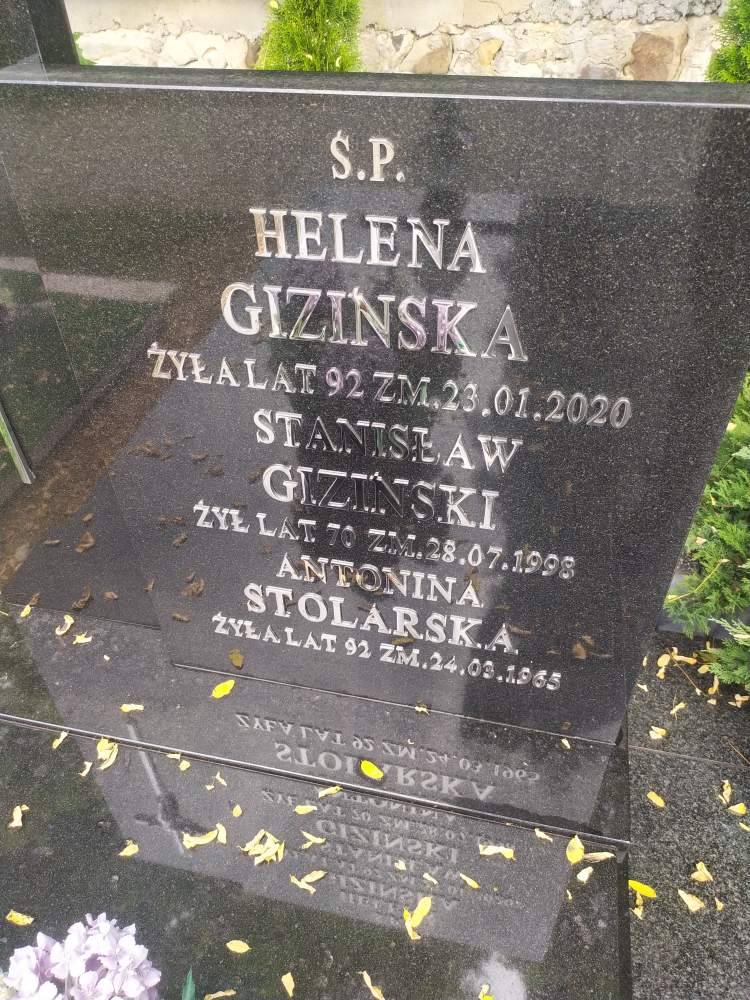 Ś.P.
HELENA
GIZIŃSKA
ŻYŁA LAT 92 ZM. 23.01.2020
STANISŁAW
GIZIŃSKI
ŻYŁ LAT 70 ZM. 28.07.1998
ANTONINA
STOLARSKA
ŻYŁA LAT 92 ZM. 24.03.1965